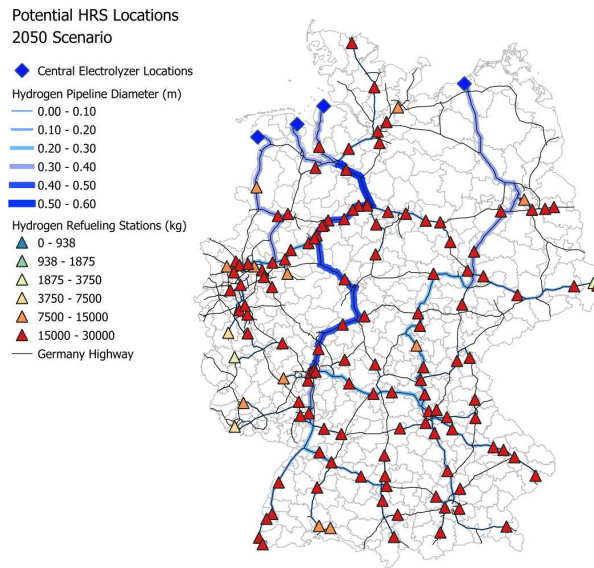 Potential HRS Locations
2050 Scenario
Central Electrolyzer Locations
Hydrogen Pipeline Diameter (m)
0.00 - 0.10
0.10 - 0.20
0.20 - 0.30
0.30 - 0.40
0.40 - 0.50
0.50 - 0.60
Hydrogen Refueling Stations (kg)
0 - 938
938 - 1875
1875 - 3750
3750 - 7500
7500 - 15000
15000 - 30000
Germany Highway